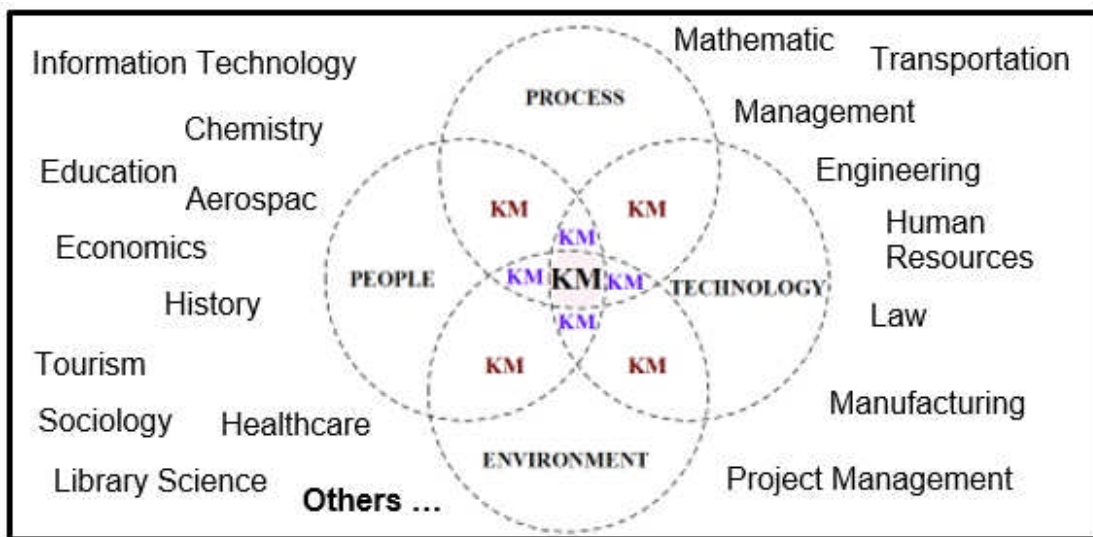 Information Technology
Mathematic
Transportation
PROCESS
Chemistry
Management
Education
Engineering
Aerospac
KM
KM
Human
Resources
Economics
KM
PEOPLE
KM
KM
KM
TECHNOLOGY
History
Law
KM
Tourism
KM
KM
Manufacturing
Sociology
Healthcare
ENVIRONMENT
Library Science
Project Management
Others ...